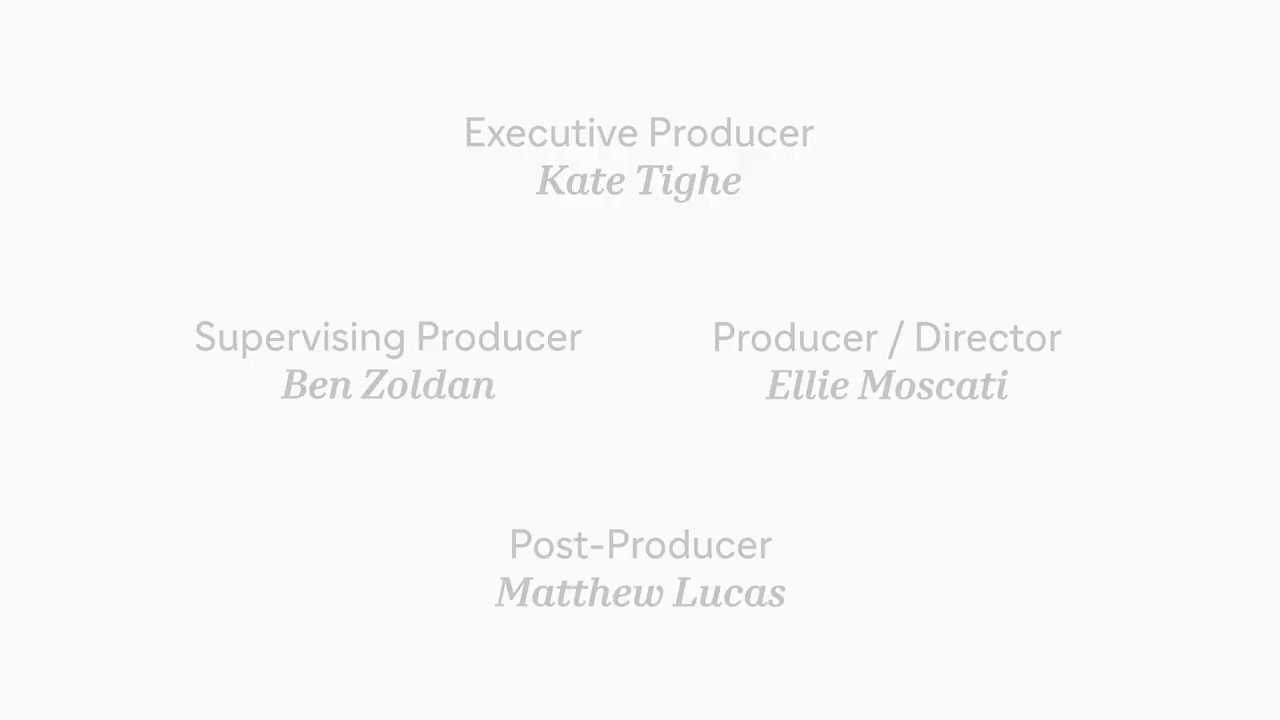 Executive Producer
Kate Tighe
Supervising Producer
Ben Zoldan
Producer / Director
Ellie Moscati
Post-Producer
Matthew Lucas